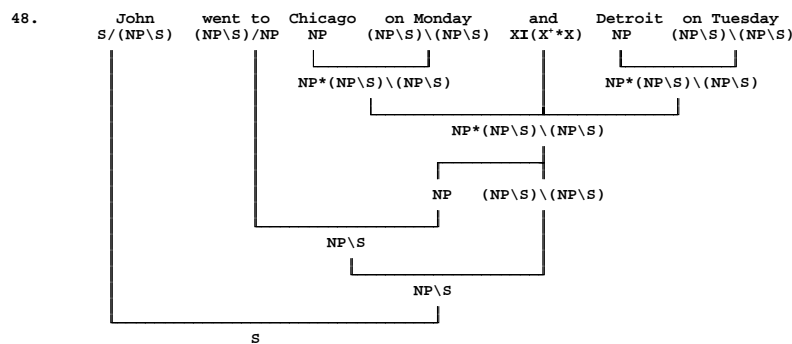 48. John went to Chicago on Monday and Detroit on Tuesday
S/(NP\S) (NP\S)/NP NP (NP\S)\(NP\S) XI(X⁺*X) NP (NP\S)\(NP\S)
NP*(NP\S)\(NP\S) NP*(NP\S)\(NP\S)
NP*(NP\S)\(NP\S)
NP (NP\S)\(NP\S)
NP\S
NP\S
S